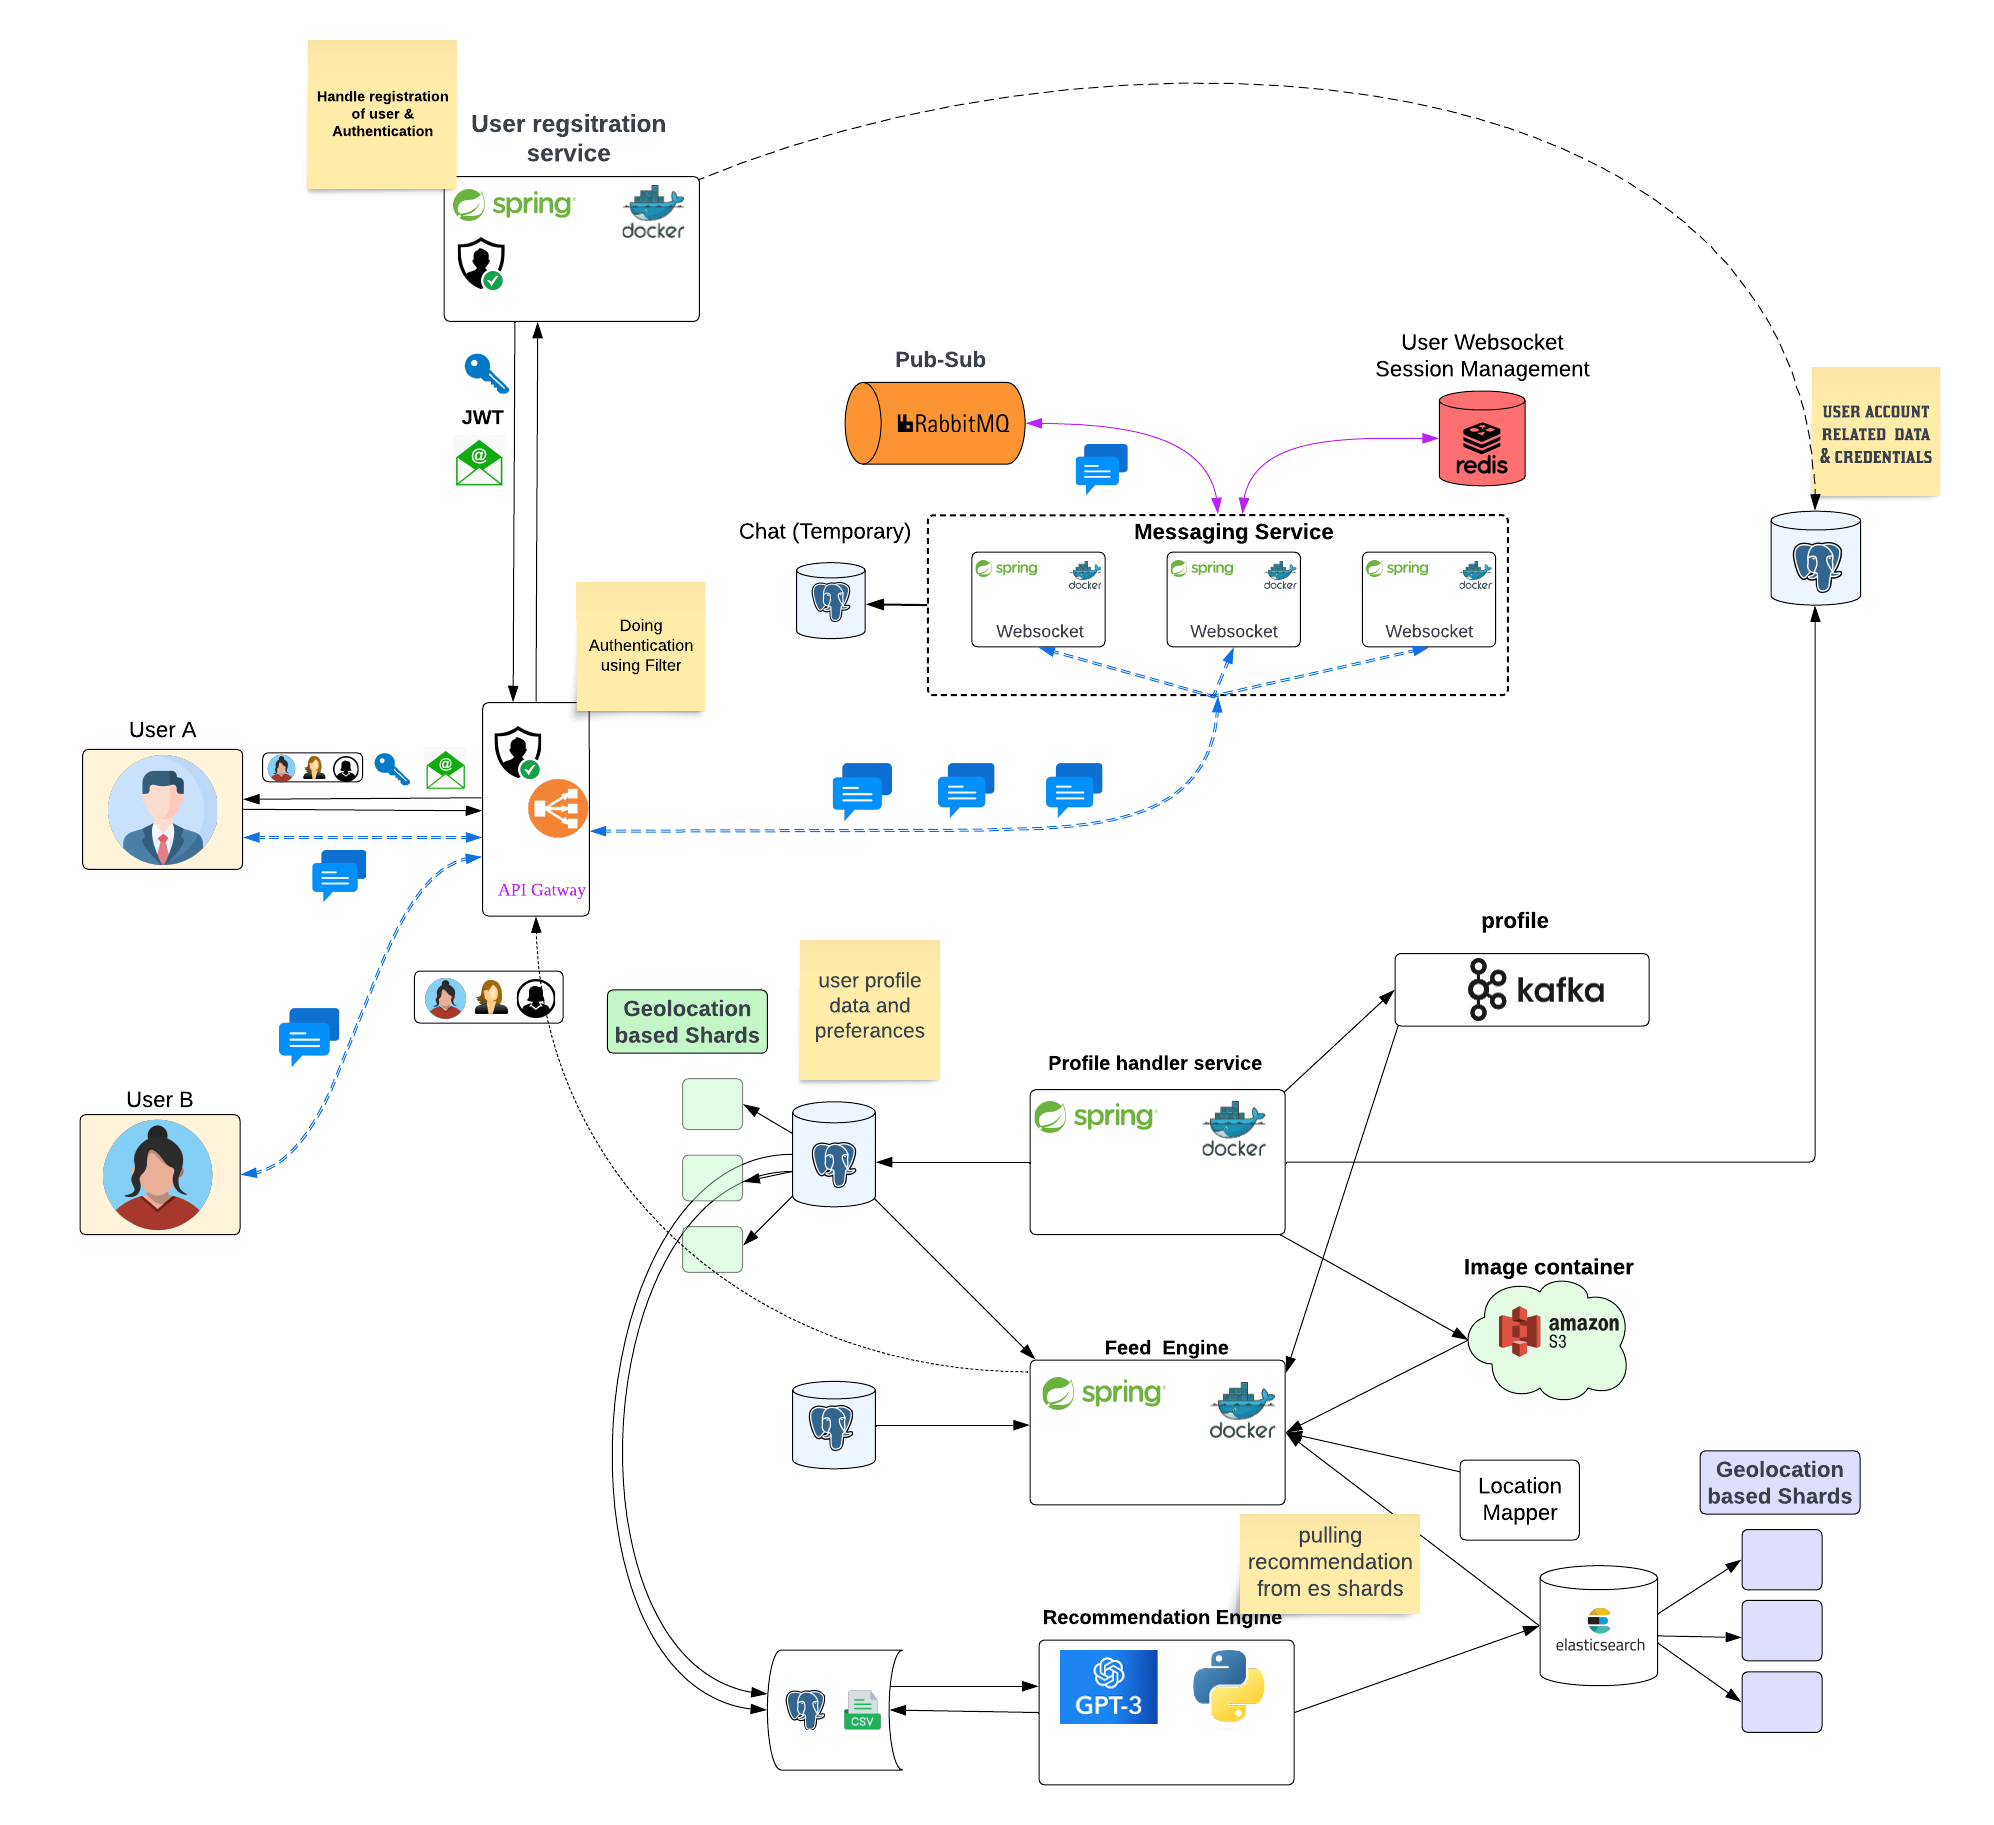 Handle registration
of user &
Authentication
User regsitration
service
spring
docker
JWT
@
Pub-Sub
RabbitMQ
User Websocket
Session Management
redis
USER ACCOUNT
RELATED DATA
& CREDENTIALS
Chat (Temporary)
Messaging Service
spring
docker
Websocket
spring
docker
Websocket
spring
docker
Websocket
Doing
Authentication
using Filter
User A
@
API Gatway
User B
Geolocation
based Shards
user profile
data and
preferances
profile
kafka
Profile handler service
spring
docker
Image container
amazon
S3
Feed Engine
spring
docker
Location
Mapper
Geolocation
based Shards
pulling
recommendation
from es shards
Recommendation Engine
GPT-3
CSV
elasticsearch